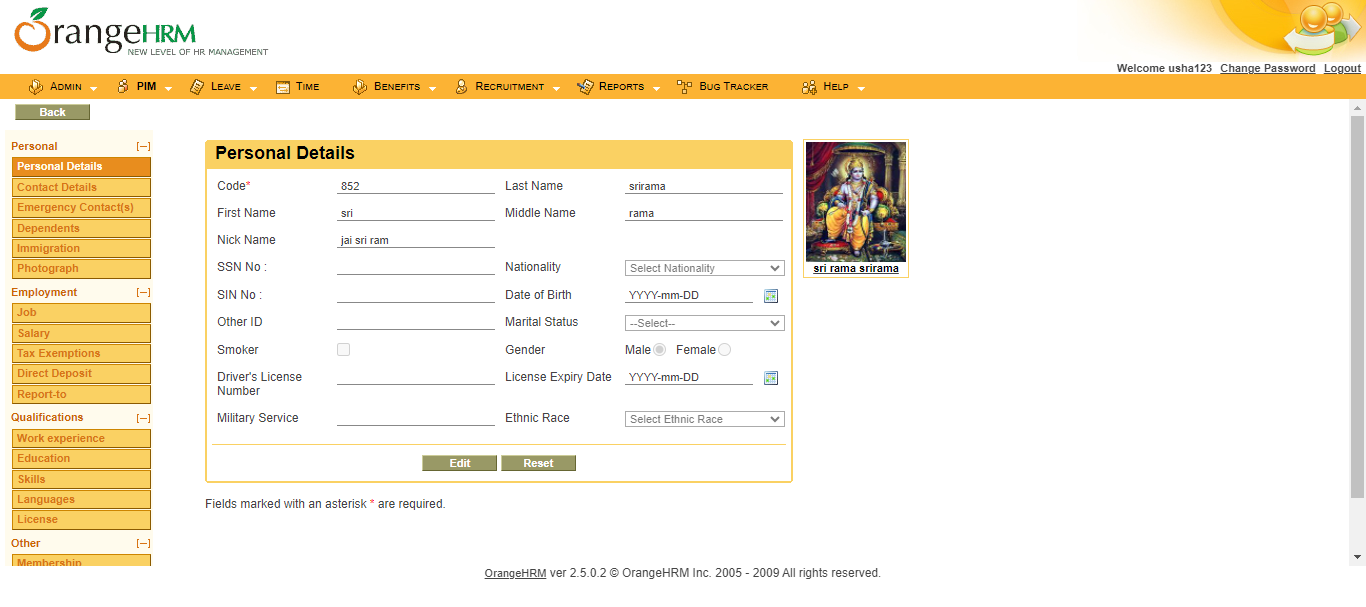 OrangeHRM
NEW LEVEL OF HR MANAGEMENT
Welcome usha123 Change Password Logout
ADMIN PIM LEAVE TIME BENEFITS RECRUITMENT REPORTS BUG TRACKER HELP
Back
Personal [–]
Personal Details
Contact Details
Emergency Contact(s)
Dependents
Immigration
Photograph
Employment [–]
Job
Salary
Tax Exemptions
Direct Deposit
Report-to
Qualifications [–]
Work experience
Education
Skills
Languages
License
Other [–]
Membership
Personal Details
Code* 852 Last Name srirama
First Name sri Middle Name rama
Nick Name jai sri ram
SSN No : Nationality Select Nationality
SIN No : Date of Birth YYYY-mm-DD
Other ID Marital Status --Select--
Smoker Gender Male Female
Driver's License Number License Expiry Date YYYY-mm-DD
Military Service Ethnic Race Select Ethnic Race
Edit Reset
Fields marked with an asterisk * are required.
sri rama srirama
OrangeHRM ver 2.5.0.2 © OrangeHRM Inc. 2005 - 2009 All rights reserved.